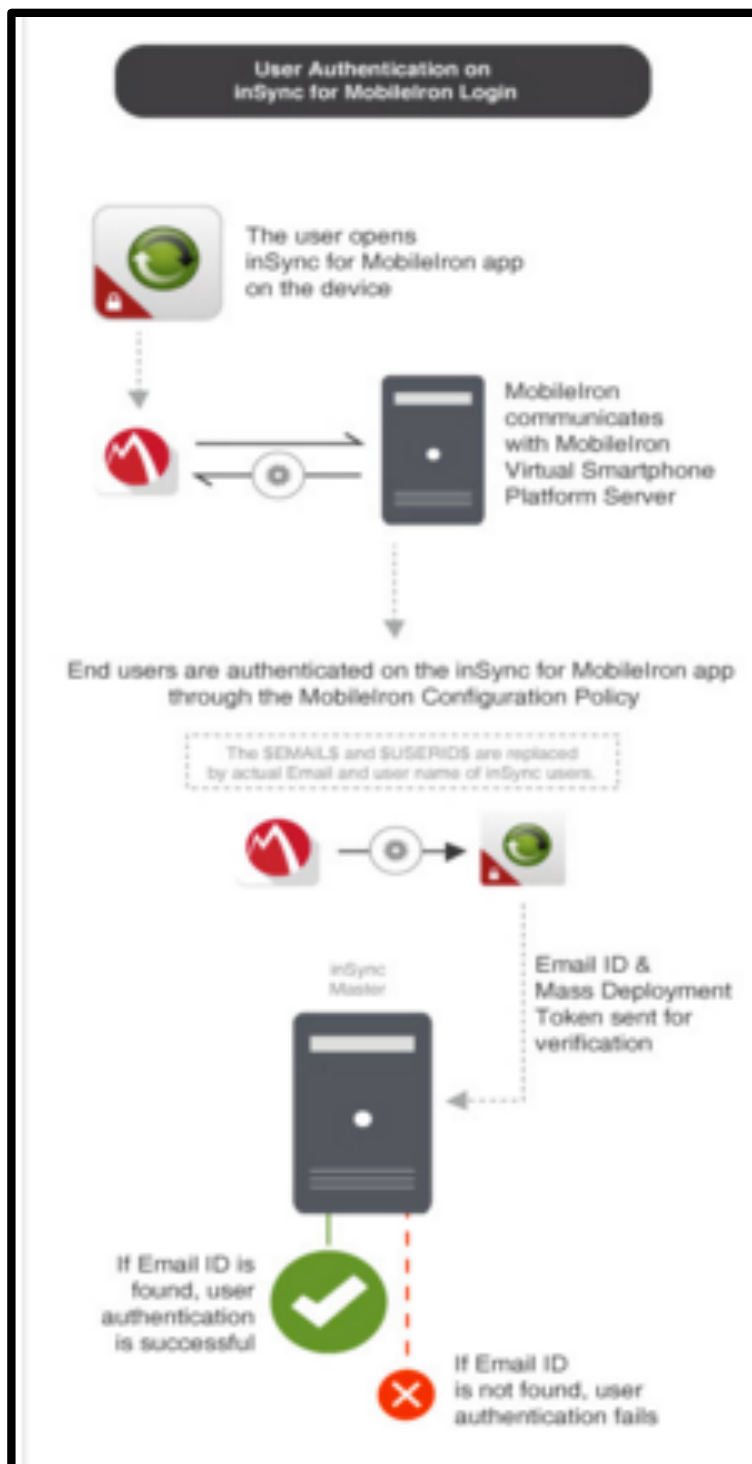 User Authentication on
inSync for MobileIron Login
The user opens
inSync for MobileIron app
on the device
MobileIron
communicates
with MobileIron
Virtual Smartphone
Platform Server
End users are authenticated on the inSync for MobileIron app
through the MobileIron Configuration Policy
The $EMAIL$ and $USERID$ are replaced
by actual Email and user name of inSync users.
inSync
Master
Email ID &
Mass Deployment
Token sent for
verification
If Email ID is
found, user
authentication
is successful
If Email ID
is not found, user
authentication fails